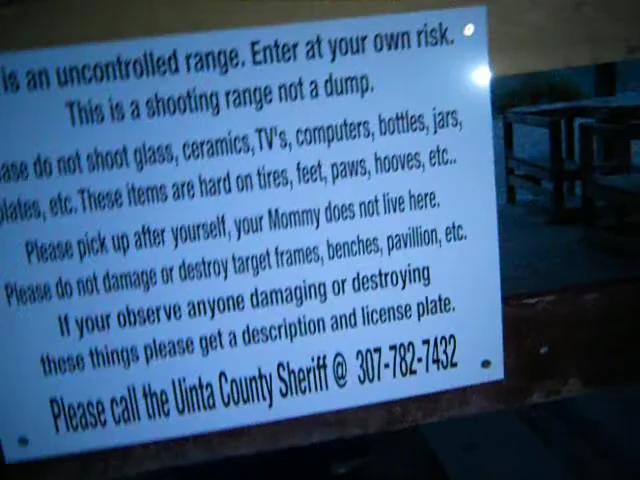 is an uncontrolled range. Enter at your own risk.
This is a shooting range not a dump.
ase do not shoot glass, ceramics, TV's, computers, bottles, jars,
plates, etc. These items are hard on tires, feet, paws, hooves, etc..
Please pick up after yourself, your Mommy does not live here.
Please do not damage or destroy target frames, benches, pavillion, etc.
If your observe anyone damaging or destroying
these things please get a description and license plate.
Please call the Uinta County Sheriff @ 307-782-7432